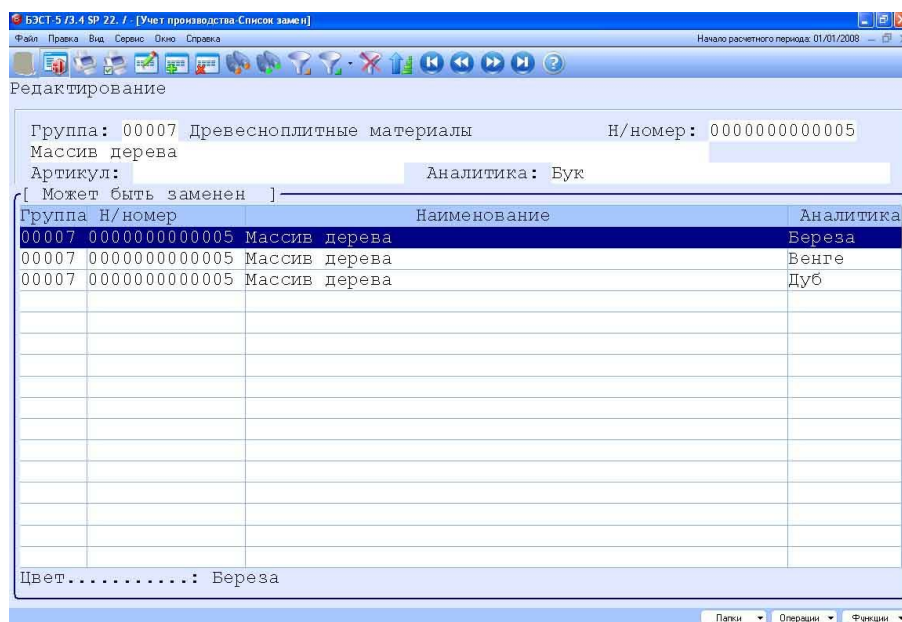 БЭСТ-5 /3.4 SP 22. / - [Учет производства-Список замен]
Файл Правка Вид Сервис Окно Справка Начало расчетного периода: 01/01/2008
Редактирование
Группа: 00007 Древесноплитные материалы Н/номер: 0000000000005
Массив дерева
Артикул: Аналитика: Бук
[ Может быть заменен ]
Группа Н/номер Наименование Аналитика
00007 0000000000005 Массив дерева Береза
00007 0000000000005 Массив дерева Венге
00007 0000000000005 Массив дерева Дуб
Цвет...........: Береза
Папки Операции Функции